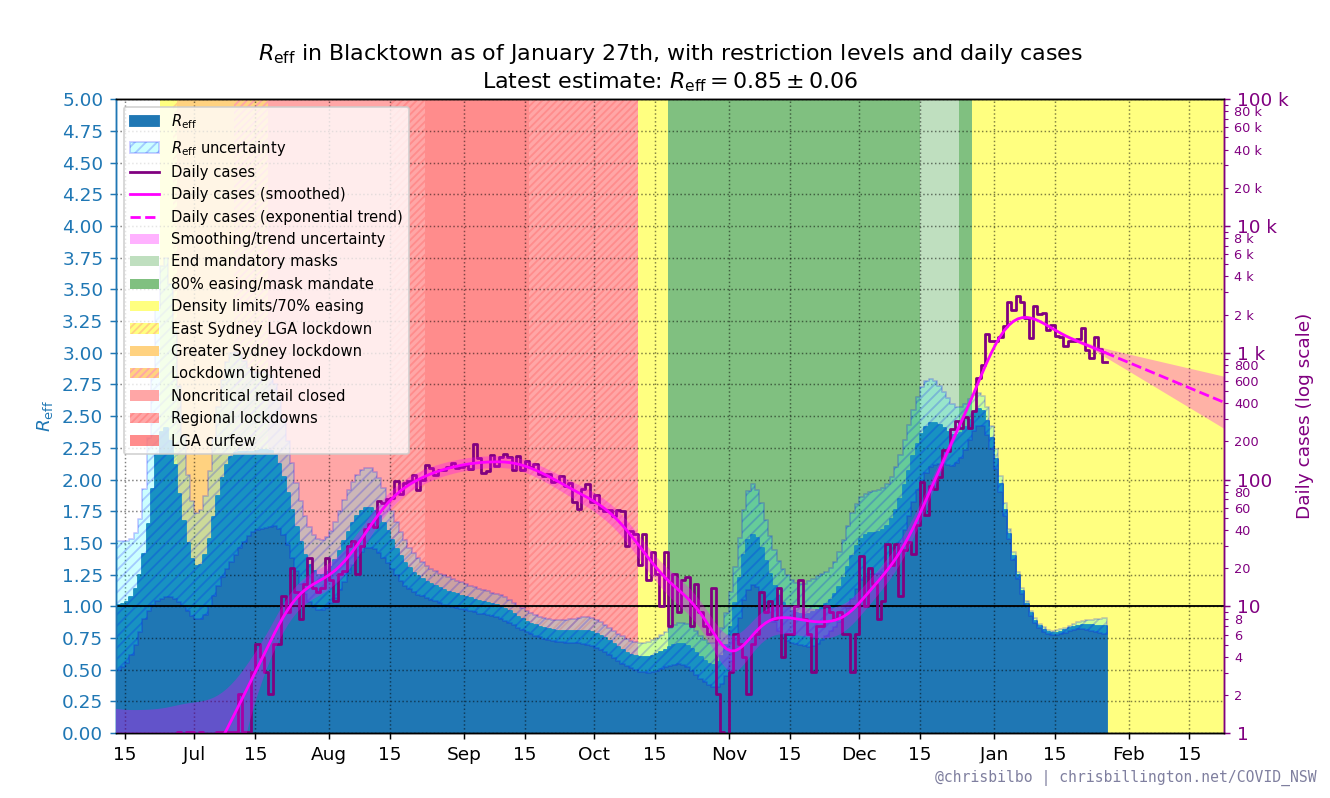 Reff in Blacktown as of January 27th, with restriction levels and daily cases
Latest estimate: Reff = 0.85 ± 0.06
5.00
4.75
4.50
4.25
4.00
3.75
3.50
3.25
3.00
2.75
2.50
2.25
2.00
1.75
1.50
1.25
1.00
0.75
0.50
0.25
0.00
Reff
Reff
Reff uncertainty
Daily cases
Daily cases (smoothed)
Daily cases (exponential trend)
Smoothing/trend uncertainty
End mandatory masks
80% easing/mask mandate
Density limits/70% easing
East Sydney LGA lockdown
Greater Sydney lockdown
Lockdown tightened
Noncritical retail closed
Regional lockdowns
LGA curfew
100 k
80 k
60 k
40 k
20 k
10 k
8 k
6 k
4 k
2 k
1 k
800
600
400
200
100
80
60
40
20
10
8
6
4
2
1
Daily cases (log scale)
15 Jul 15 Aug 15 Sep 15 Oct 15 Nov 15 Dec 15 Jan 15 Feb 15
@chrisbilbo | chrisbillington.net/COVID_NSW